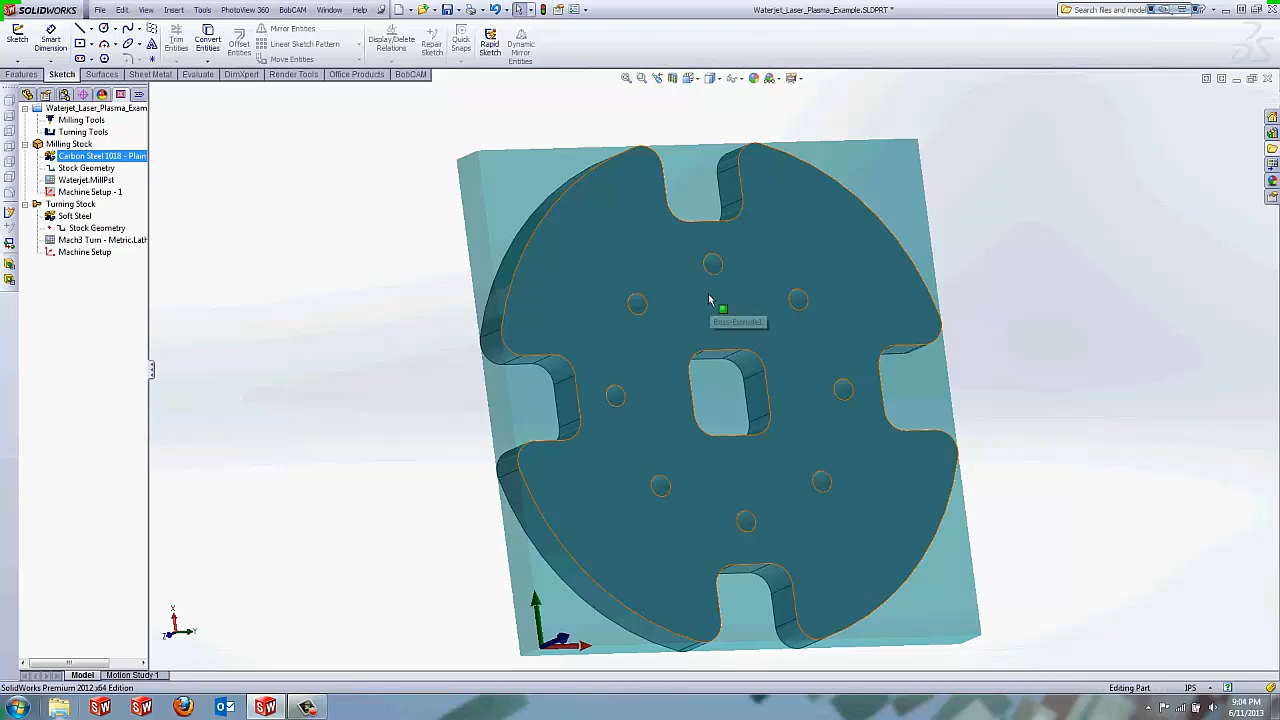 SOLIDWORKS
File Edit View Insert Tools PhotoView 360 BobCAM Window Help
Waterjet_Laser_Plasma_Example.SLDPRT *
Search files and model
Sketch
Smart Dimension
Trim Entities
Convert Entities
Offset Entities
Mirror Entities
Linear Sketch Pattern
Move Entities
Display/Delete Relations
Repair Sketch
Quick Snaps
Rapid Sketch
Dynamic Mirror Entities
Features Sketch Surfaces Sheet Metal Evaluate DimXpert Render Tools Office Products BobCAM
Waterjet_Laser_Plasma_Exam
Milling Tools
Turning Tools
Milling Stock
Carbon Steel 1018 - Plain
Stock Geometry
Waterjet.MillPst
Machine Setup - 1
Turning Stock
Soft Steel
Stock Geometry
Mach3 Turn - Metric.Lath
Machine Setup
Boss-Extrude1
X
Y
Z
Model Motion Study 1
SolidWorks Premium 2012 x64 Edition
Editing Part
IPS
9:04 PM
6/11/2013